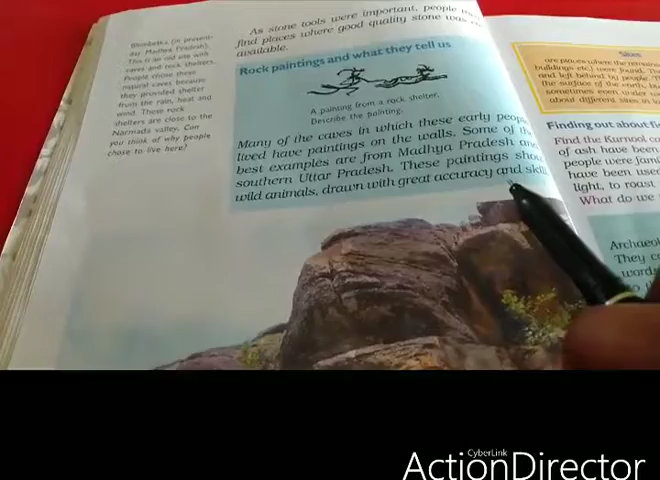 Bhimbetka (in present-
day Madhya Pradesh).
This is an old site with
caves and rock shelters.
People chose these
natural caves because
they provided shelter
from the rain, heat and
wind. These rock
shelters are close to the
Narmada valley. Can
you think of why people
chose to live here?
As stone tools were important, people
find places where good quality stone was
available.
Rock paintings and what they tell us
A painting from a rock shelter.
Describe the painting.
Many of the caves in which these early
lived have paintings on the walls. Some of
best examples are from Madhya Pradesh and
southern Uttar Pradesh. These paintings
wild animals, drawn with great accuracy and
Sites
are places where the
buildings etc.) were found.
and left behind by people.
the surface of the earth,
sometimes even under
about different sites in
Finding out about
Find the Kurnool
of ash have been
people were
have been used
light, to roast
What do we
They
CyberLink
ActionDirector